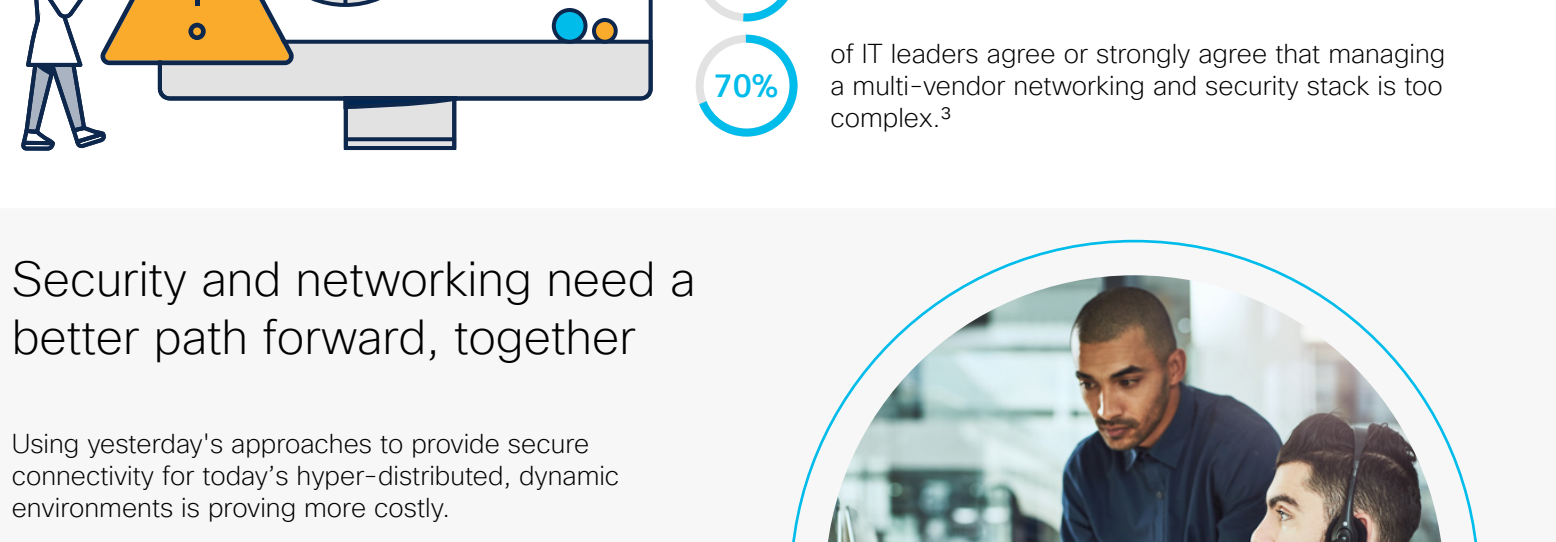 70%
of IT leaders agree or strongly agree that managing
a multi-vendor networking and security stack is too
complex.³
Security and networking need a
better path forward, together
Using yesterday's approaches to provide secure
connectivity for today’s hyper-distributed, dynamic
environments is proving more costly.